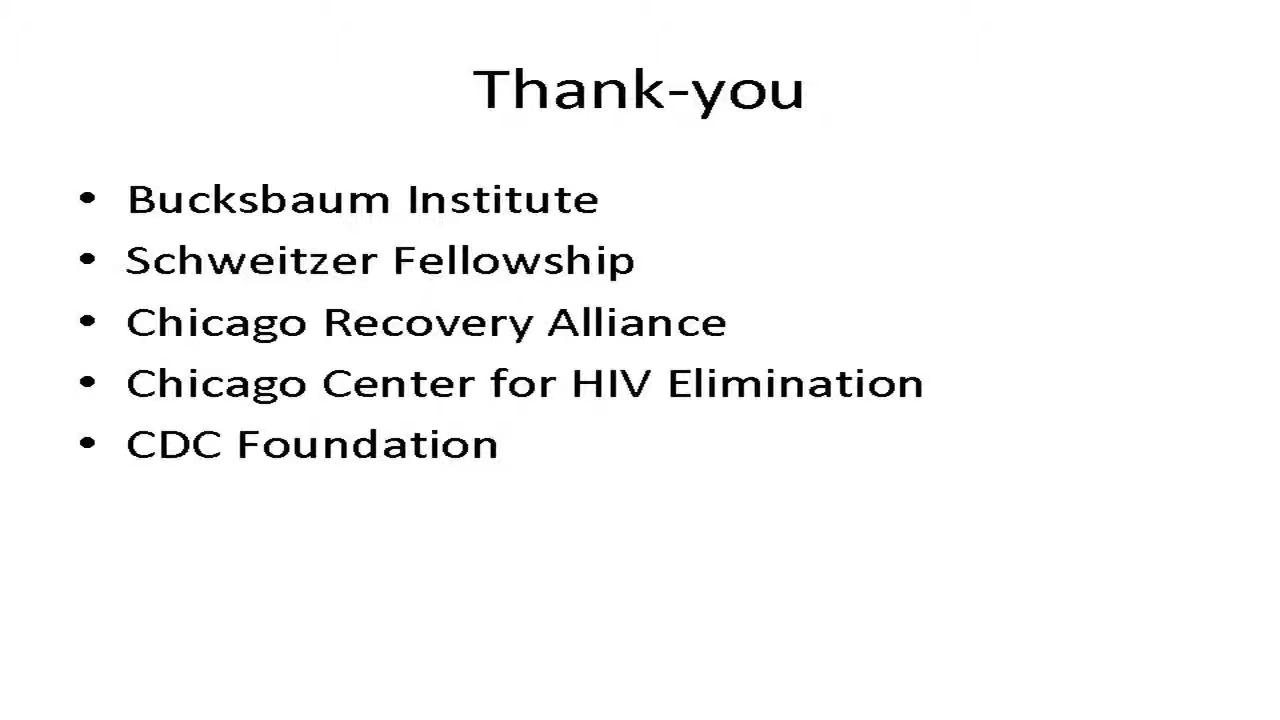 Thank-you
• Bucksbaum Institute
• Schweitzer Fellowship
• Chicago Recovery Alliance
• Chicago Center for HIV Elimination
• CDC Foundation